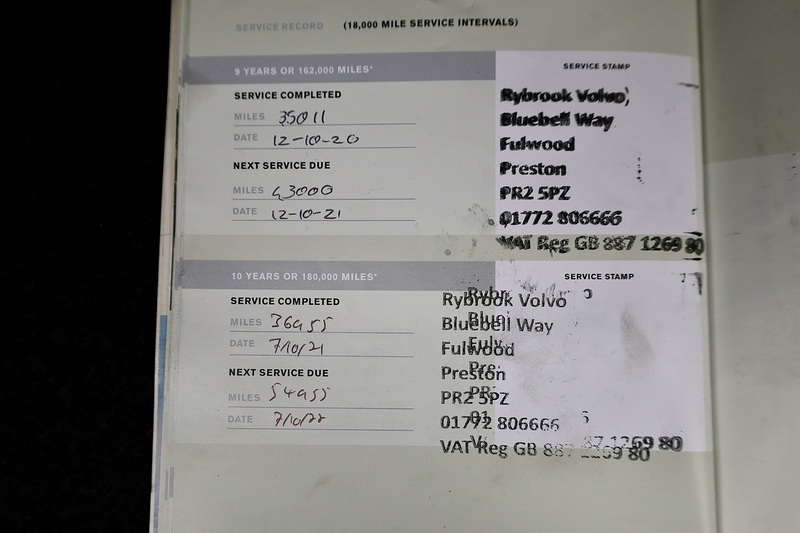 SERVICE RECORD (18,000 MILE SERVICE INTERVALS)
9 YEARS OR 162,000 MILES*
SERVICE STAMP
SERVICE COMPLETED
MILES 35011
DATE 12-10-20
NEXT SERVICE DUE
MILES 43000
DATE 12-10-21
Rybrook Volvo,
Bluebell Way
Fulwood
Preston
PR2 5PZ
01772 806666
VAT Reg GB 887 1269 80
10 YEARS OR 180,000 MILES*
SERVICE STAMP
SERVICE COMPLETED
MILES 36955
DATE 7/10/21
NEXT SERVICE DUE
MILES 54955
DATE 7/10/22
Rybrook Volvo
Bluebell Way
Fulwood
Preston
PR2 5PZ
01772 806666
VAT Reg GB 887 1269 80